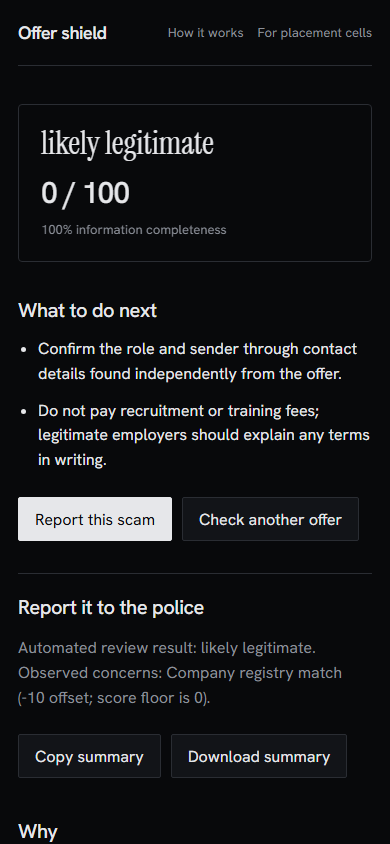 Offer shield
How it works
For placement cells
likely legitimate
0 / 100
100% information completeness
What to do next
• Confirm the role and sender through contact
details found independently from the offer.
• Do not pay recruitment or training fees;
legitimate employers should explain any terms
in writing.
Report this scam
Check another offer
Report it to the police
Automated review result: likely legitimate.
Observed concerns: Company registry match
(-10 offset; score floor is 0).
Copy summary
Download summary
Why